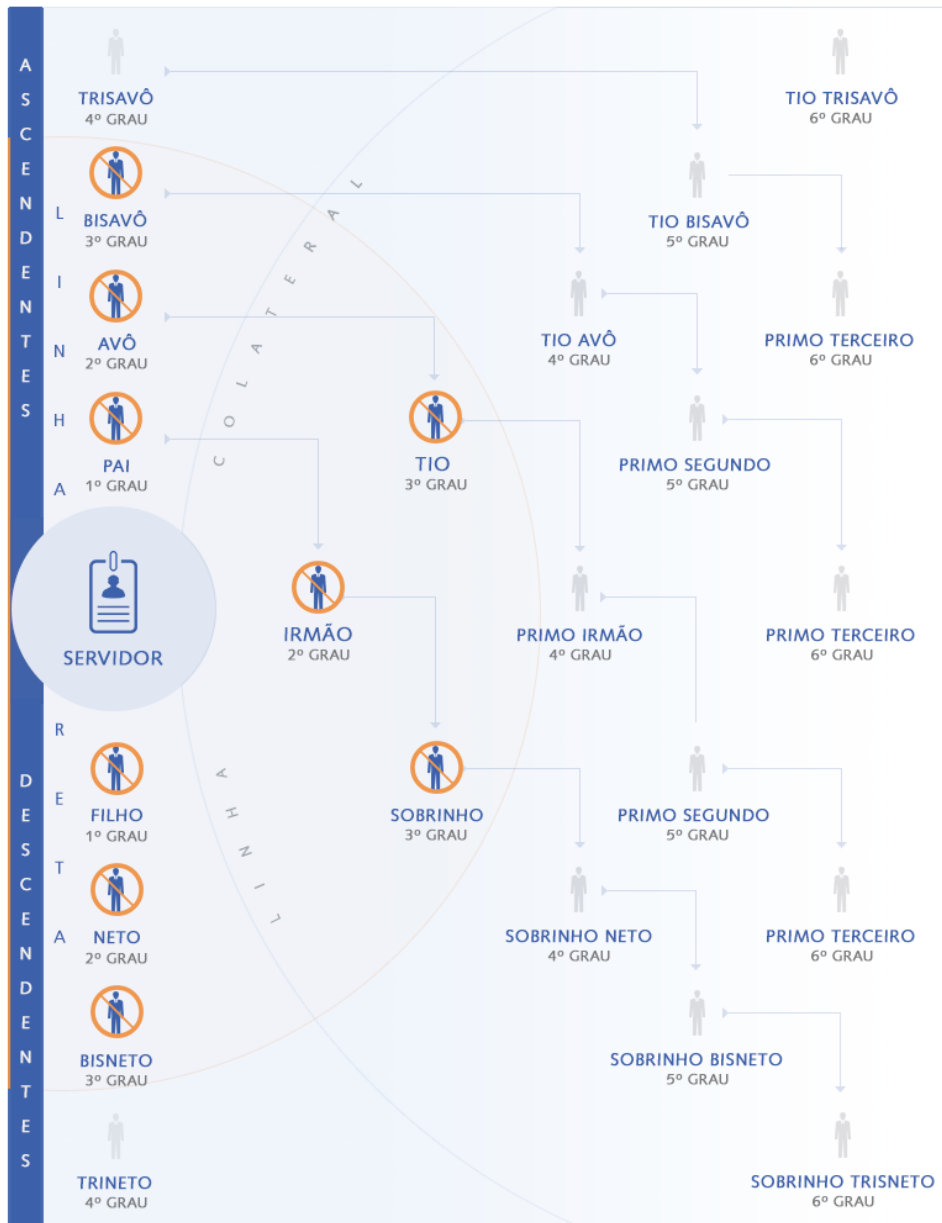 ASCENDENTES
LINHA RETA
DESCENDENTES
LINHA COLATERAL
TRISAVÔ
4º GRAU
TIO TRISAVÔ
6º GRAU
BISAVÔ
3º GRAU
TIO BISAVÔ
5º GRAU
AVÔ
2º GRAU
TIO AVÔ
4º GRAU
PRIMO TERCEIRO
6º GRAU
PAI
1º GRAU
TIO
3º GRAU
PRIMO SEGUNDO
5º GRAU
SERVIDOR
IRMÃO
2º GRAU
PRIMO IRMÃO
4º GRAU
PRIMO TERCEIRO
6º GRAU
FILHO
1º GRAU
SOBRINHO
3º GRAU
PRIMO SEGUNDO
5º GRAU
NETO
2º GRAU
SOBRINHO NETO
4º GRAU
PRIMO TERCEIRO
6º GRAU
BISNETO
3º GRAU
SOBRINHO BISNETO
5º GRAU
TRINETO
4º GRAU
SOBRINHO TRISNETO
6º GRAU